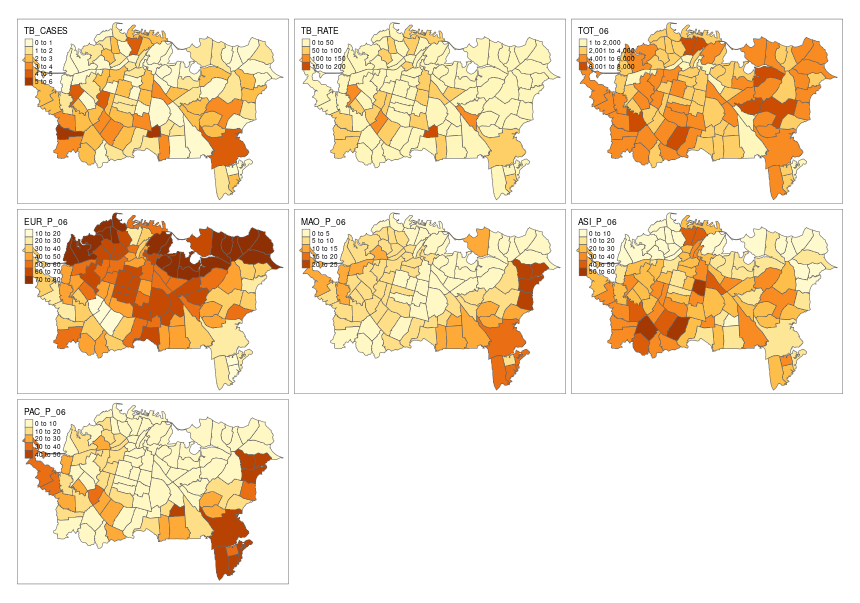 TB_CASES
0 to 1
1 to 2
2 to 3
3 to 4
4 to 5
5 to 6
TB_RATE
0 to 50
50 to 100
100 to 150
150 to 200
TOT_06
1 to 2,000
2,001 to 4,000
4,001 to 6,000
6,001 to 8,000
EUR_P_06
10 to 20
20 to 30
30 to 40
40 to 50
50 to 60
60 to 70
70 to 80
MAO_P_06
0 to 5
5 to 10
10 to 15
15 to 20
20 to 25
ASI_P_06
0 to 10
10 to 20
20 to 30
30 to 40
40 to 50
50 to 60
PAC_P_06
0 to 10
10 to 20
20 to 30
30 to 40
40 to 50